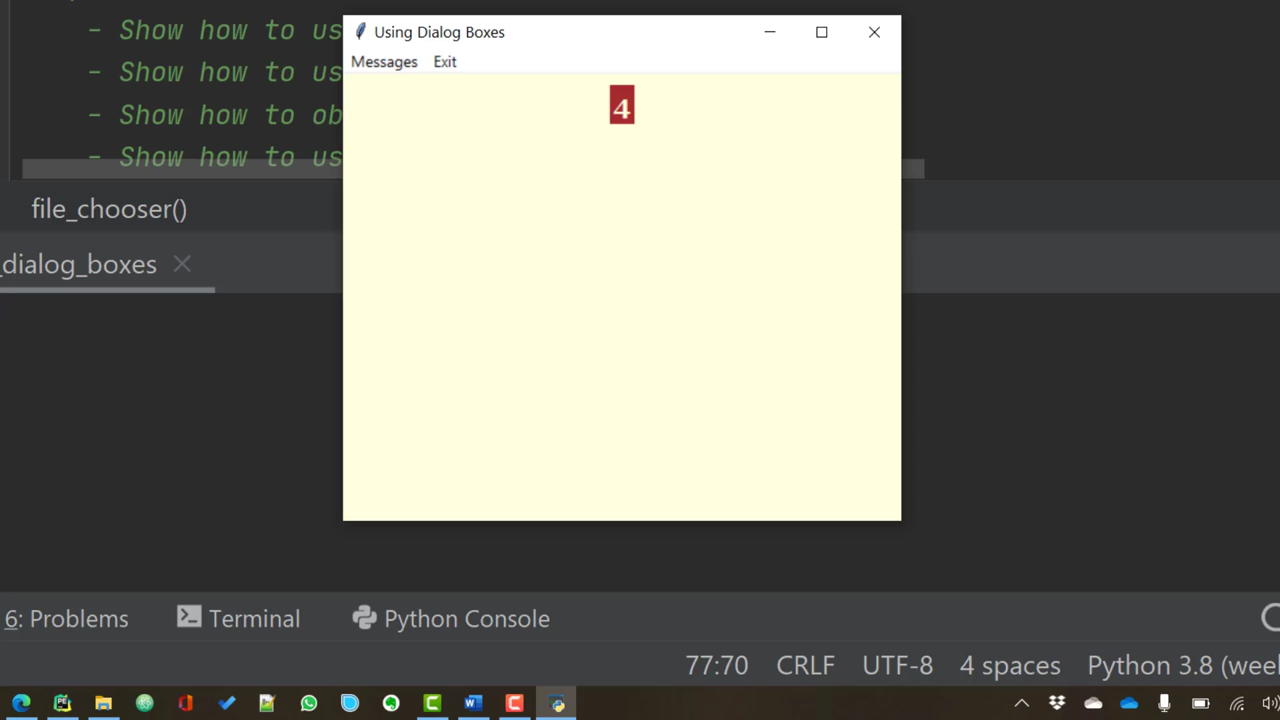 - Show how to us
- Show how to us
- Show how to ob
- Show how to us
Using Dialog Boxes
Messages Exit
4
file_chooser()
_dialog_boxes
6: Problems Terminal Python Console
77:70 CRLF UTF-8 4 spaces Python 3.8 (week